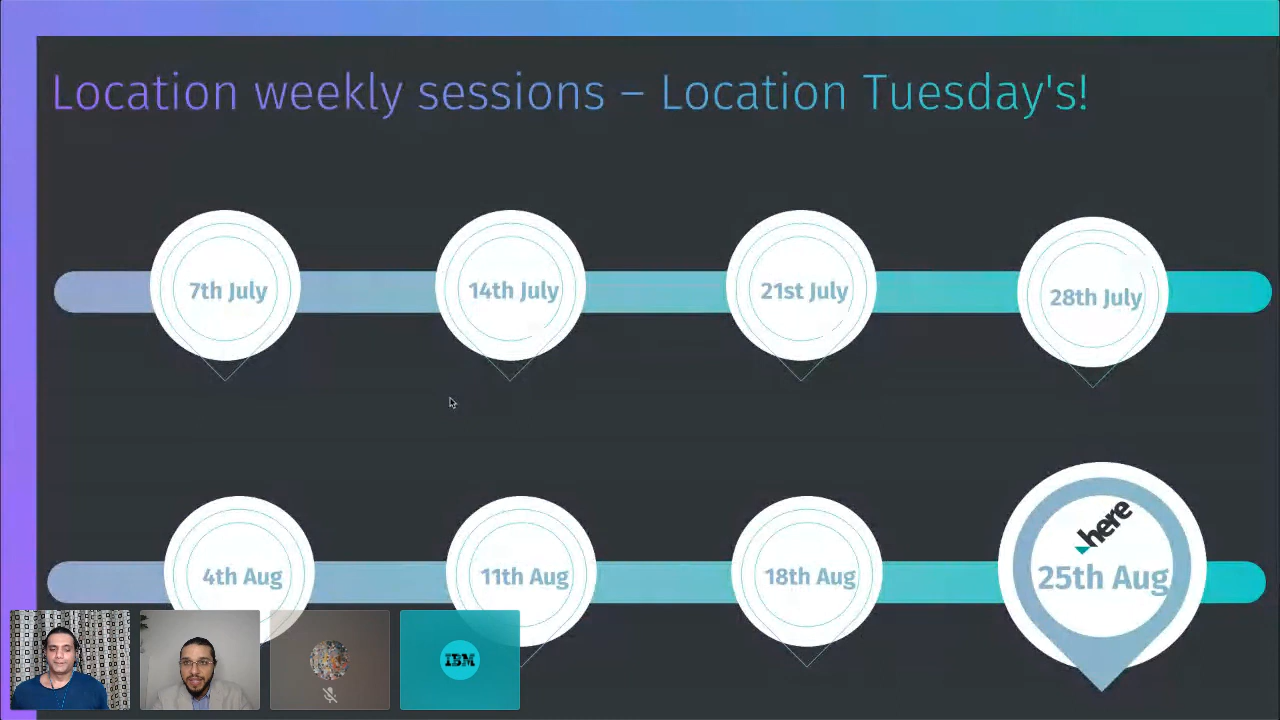 Location weekly sessions – Location Tuesday's!
7th July
14th July
21st July
28th July
here
4th Aug
11th Aug
18th Aug
25th Aug
IBM